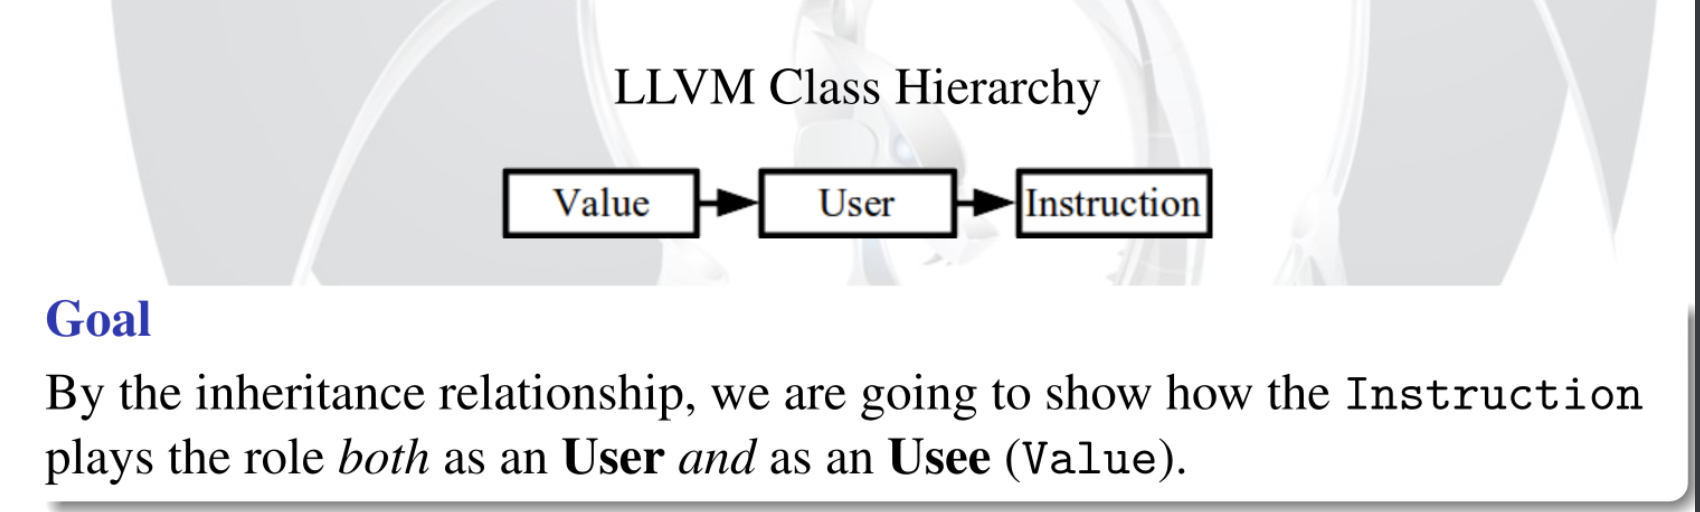 LLVM Class Hierarchy
Value User Instruction
Goal
By the inheritance relationship, we are going to show how the Instruction
plays the role both as an User and as an Usee (Value).